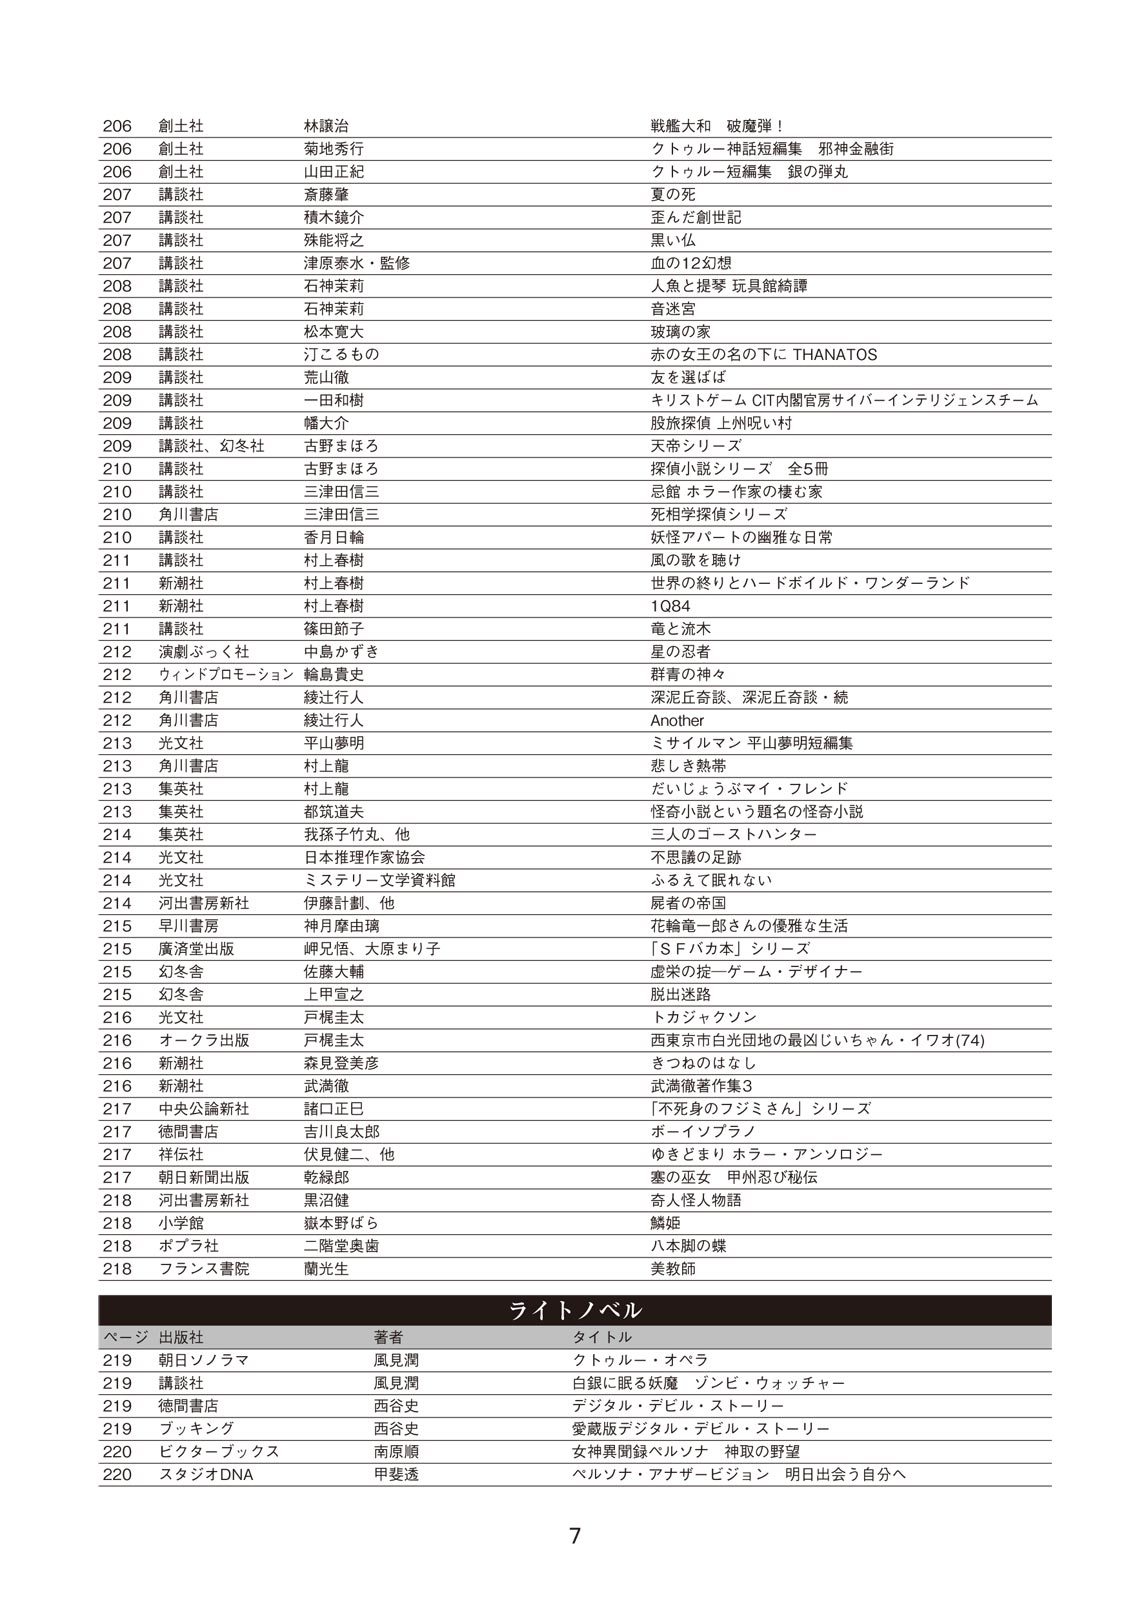 206 創土社 林譲治 戦艦大和　破魔弾！
206 創土社 菊地秀行 クトゥルー神話短編集　邪神金融街
206 創土社 山田正紀 クトゥルー短編集　銀の弾丸
207 講談社 斎藤肇 夏の死
207 講談社 積木鏡介 歪んだ創世記
207 講談社 殊能将之 黒い仏
207 講談社 津原泰水・監修 血の12幻想
208 講談社 石神茉莉 人魚と提琴 玩具館綺譚
208 講談社 石神茉莉 音迷宮
208 講談社 松本寛大 玻璃の家
208 講談社 汀こるもの 赤の女王の名の下に THANATOS
209 講談社 荒山徹 友を選ばば
209 講談社 一田和樹 キリストゲーム CIT内閣官房サイバーインテリジェンスチーム
209 講談社 幡大介 股旅探偵 上州呪い村
209 講談社、幻冬社 古野まほろ 天帝シリーズ
210 講談社 古野まほろ 探偵小説シリーズ　全5冊
210 講談社 三津田信三 忌館 ホラー作家の棲む家
210 角川書店 三津田信三 死相学探偵シリーズ
210 講談社 香月日輪 妖怪アパートの幽雅な日常
211 講談社 村上春樹 風の歌を聴け
211 新潮社 村上春樹 世界の終りとハードボイルド・ワンダーランド
211 新潮社 村上春樹 1Q84
211 講談社 篠田節子 竜と流木
212 演劇ぶっく社 中島かずき 星の忍者
212 ウィンドプロモーション 輪島貴史 群青の神々
212 角川書店 綾辻行人 深泥丘奇談、深泥丘奇談・続
212 角川書店 綾辻行人 Another
213 光文社 平山夢明 ミサイルマン 平山夢明短編集
213 角川書店 村上龍 悲しき熱帯
213 集英社 村上龍 だいじょうぶマイ・フレンド
213 集英社 都筑道夫 怪奇小説という題名の怪奇小説
214 集英社 我孫子竹丸、他 三人のゴーストハンター
214 光文社 日本推理作家協会 不思議の足跡
214 光文社 ミステリー文学資料館 ふるえて眠れない
214 河出書房新社 伊藤計劃、他 屍者の帝国
215 早川書房 神月摩由璃 花輪竜一郎さんの優雅な生活
215 廣済堂出版 岬兄悟、大原まり子 「ＳＦバカ本」シリーズ
215 幻冬舎 佐藤大輔 虚栄の掟―ゲーム・デザイナー
215 幻冬舎 上甲宣之 脱出迷路
216 光文社 戸梶圭太 トカジャクソン
216 オークラ出版 戸梶圭太 西東京市白光団地の最凶じいちゃん・イワオ(74)
216 新潮社 森見登美彦 きつねのはなし
216 新潮社 武満徹 武満徹著作集3
217 中央公論新社 諸口正巳 「不死身のフジミさん」シリーズ
217 徳間書店 吉川良太郎 ボーイソプラノ
217 祥伝社 伏見健二、他 ゆきどまり ホラー・アンソロジー
217 朝日新聞出版 乾緑郎 塞の巫女　甲州忍び秘伝
218 河出書房新社 黒沼健 奇人怪人物語
218 小学館 嶽本野ばら 鱗姫
218 ポプラ社 二階堂奥歯 八本脚の蝶
218 フランス書院 蘭光生 美教師
ライトノベル
ページ 出版社 著者 タイトル
219 朝日ソノラマ 風見潤 クトゥルー・オペラ
219 講談社 風見潤 白銀に眠る妖魔　ゾンビ・ウォッチャー
219 徳間書店 西谷史 デジタル・デビル・ストーリー
219 ブッキング 西谷史 愛蔵版デジタル・デビル・ストーリー
220 ビクターブックス 南原順 女神異聞録ペルソナ　神取の野望
220 スタジオDNA 甲斐透 ペルソナ・アナザービジョン　明日出会う自分へ
7